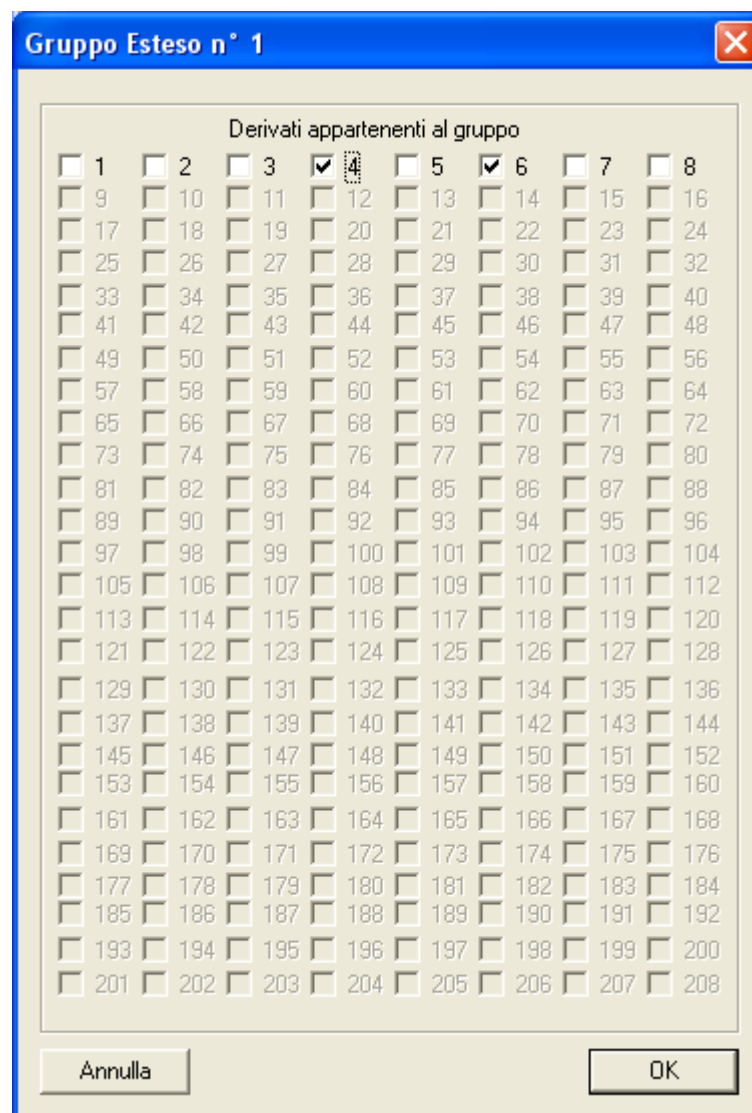 Gruppo Esteso n° 1
Derivati appartenenti al gruppo
1 2 3 4 5 6 7 8
9 10 11 12 13 14 15 16
17 18 19 20 21 22 23 24
25 26 27 28 29 30 31 32
33 34 35 36 37 38 39 40
41 42 43 44 45 46 47 48
49 50 51 52 53 54 55 56
57 58 59 60 61 62 63 64
65 66 67 68 69 70 71 72
73 74 75 76 77 78 79 80
81 82 83 84 85 86 87 88
89 90 91 92 93 94 95 96
97 98 99 100 101 102 103 104
105 106 107 108 109 110 111 112
113 114 115 116 117 118 119 120
121 122 123 124 125 126 127 128
129 130 131 132 133 134 135 136
137 138 139 140 141 142 143 144
145 146 147 148 149 150 151 152
153 154 155 156 157 158 159 160
161 162 163 164 165 166 167 168
169 170 171 172 173 174 175 176
177 178 179 180 181 182 183 184
185 186 187 188 189 190 191 192
193 194 195 196 197 198 199 200
201 202 203 204 205 206 207 208
Annulla OK